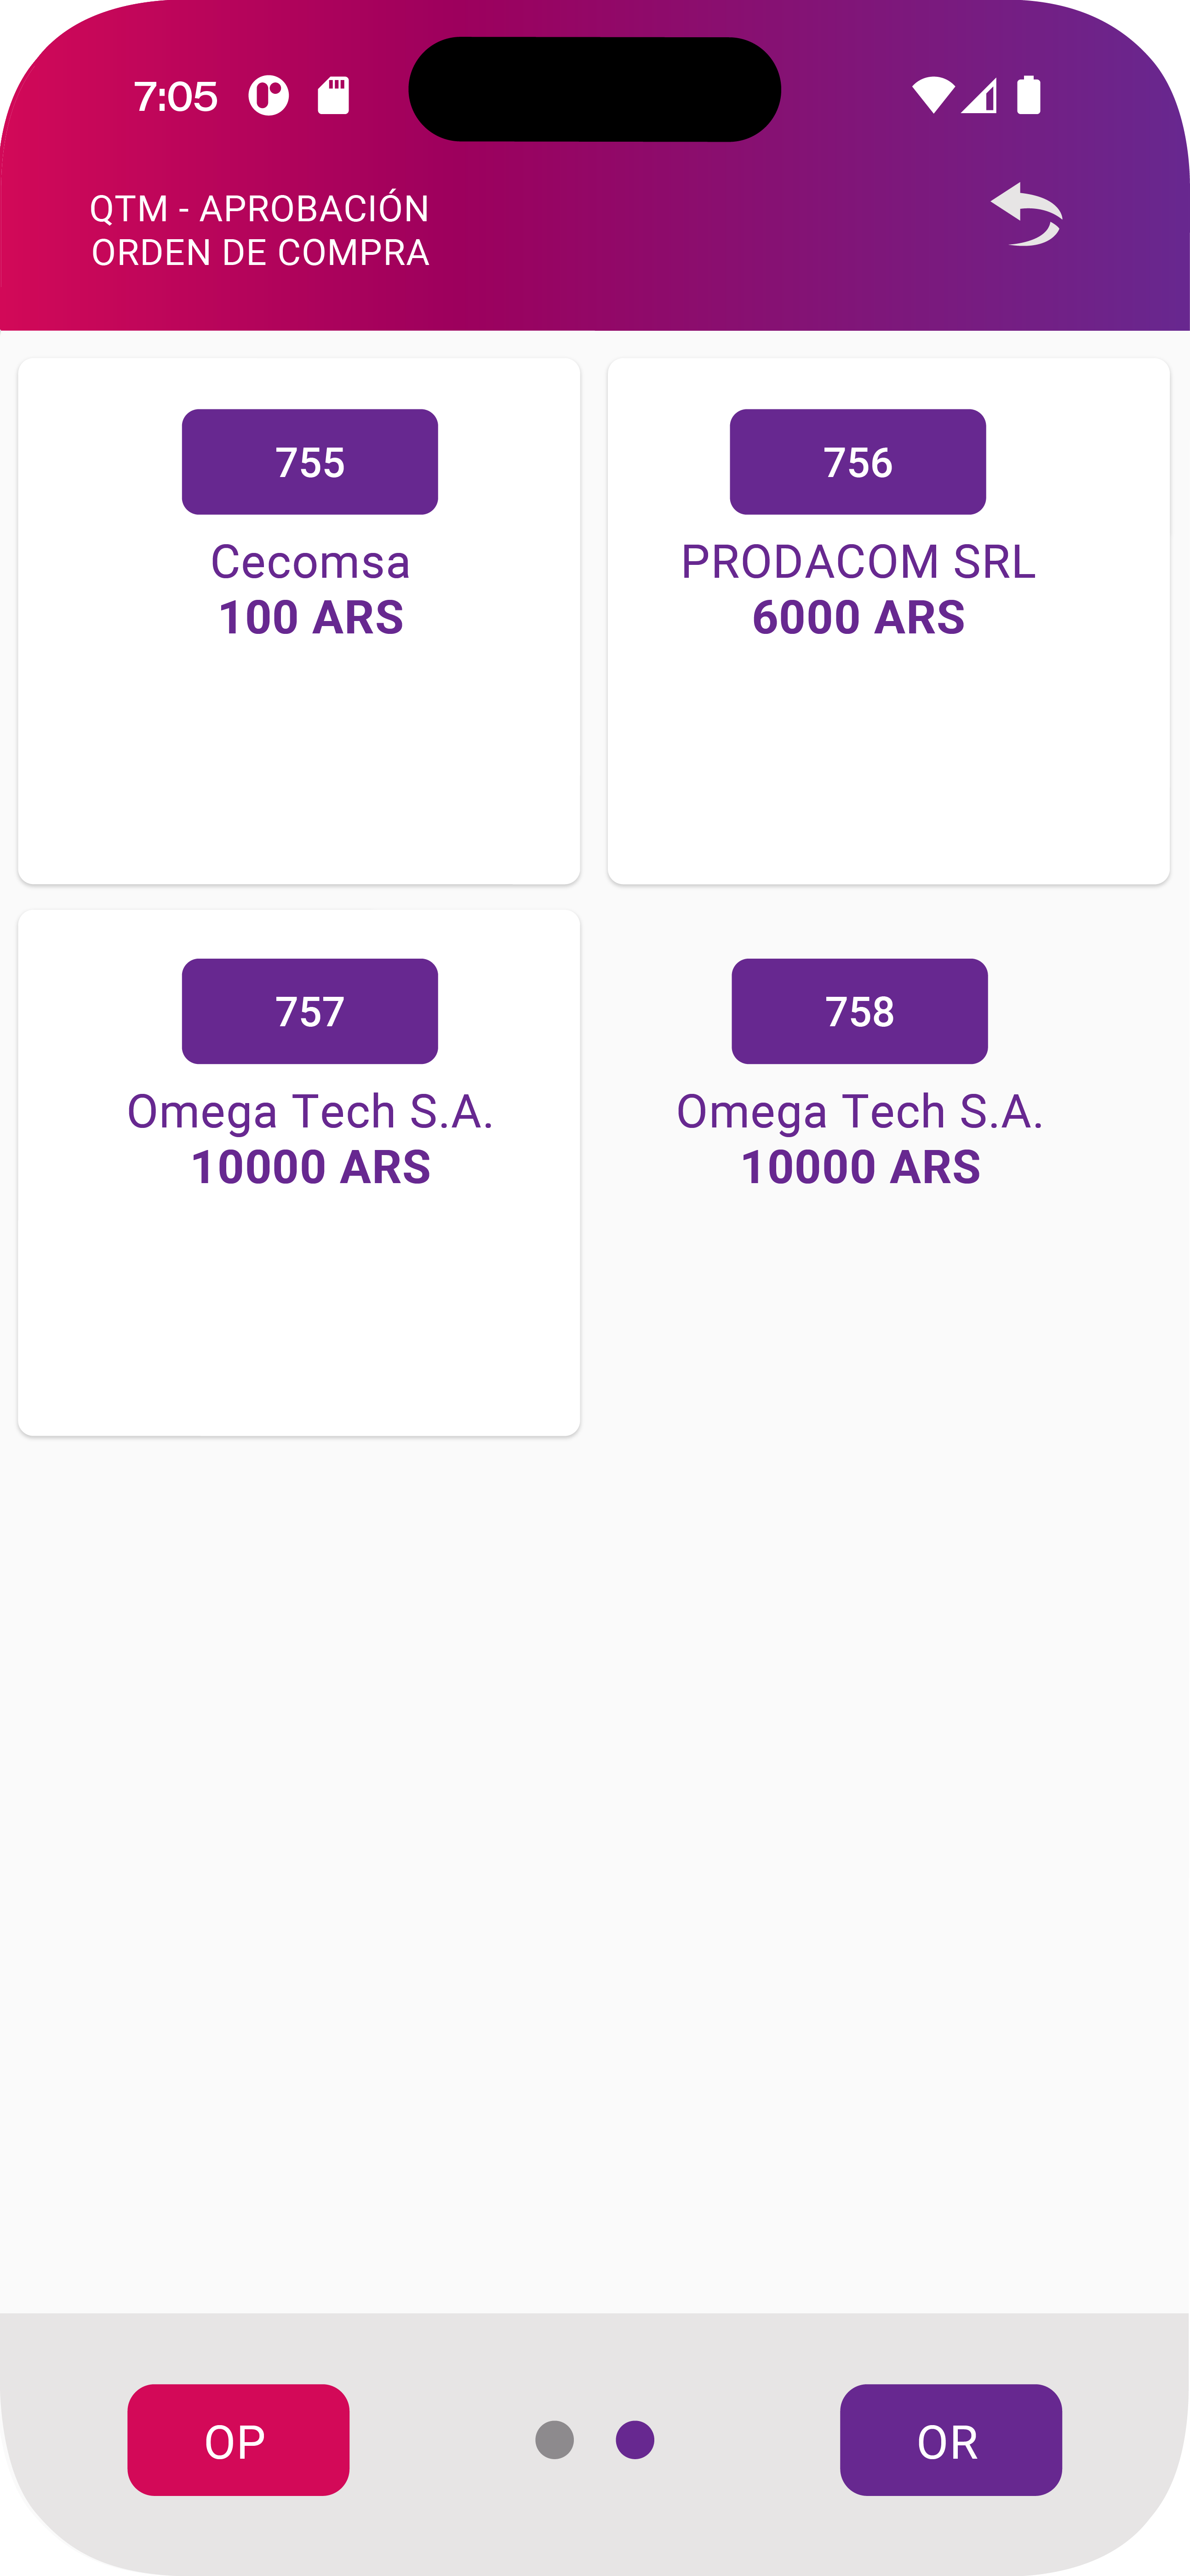 7:05
QTM - APROBACIÓN
ORDEN DE COMPRA
755
Cecomsa
100 ARS
756
PRODACOM SRL
6000 ARS
757
Omega Tech S.A.
10000 ARS
758
Omega Tech S.A.
10000 ARS
OP
OR